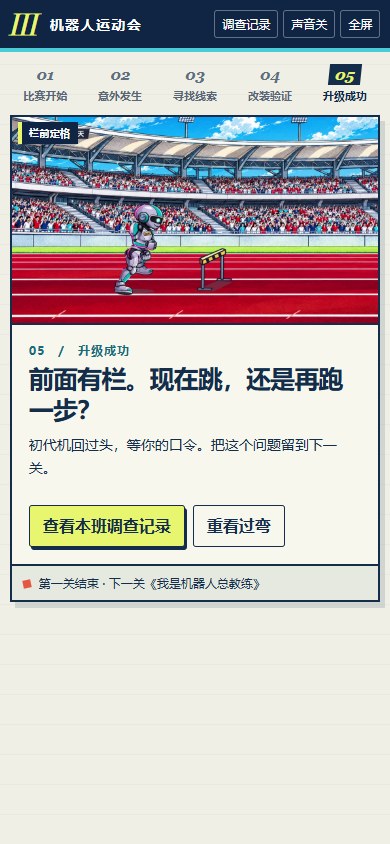 III 机器人运动会
调查记录 声音关 全屏
01 02 03 04 05
比赛开始 意外发生 寻找线索 改装验证 升级成功
栏前定格
05 / 升级成功
前面有栏。现在跳，还是再跑
一步？
初代机回过头，等你的口令。把这个问题留到下一
关。
查看本班调查记录 重看过弯
第一关结束 · 下一关《我是机器人总教练》